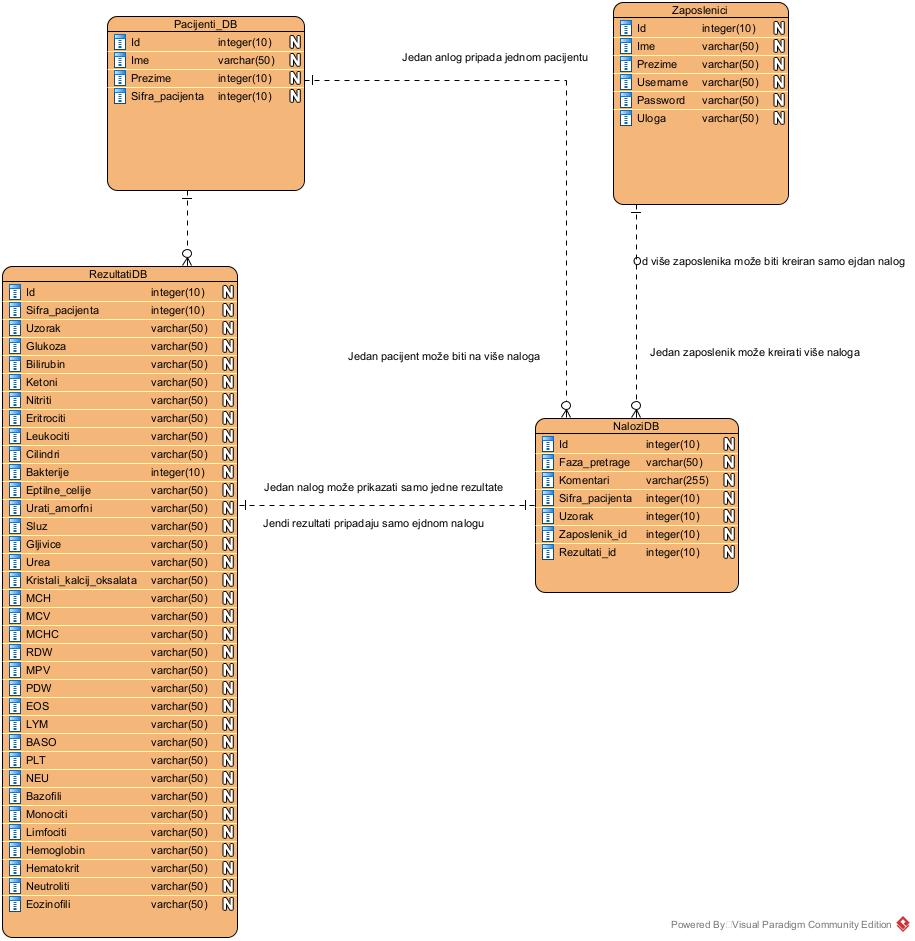 Pacijenti_DB
Id integer(10) N
Ime varchar(50) N
Prezime integer(10) N
Sifra_pacijenta integer(10) N
Zaposlenici
Id integer(10) N
Ime varchar(50) N
Prezime varchar(50) N
Username varchar(50) N
Password varchar(50) N
Uloga varchar(50) N
Jedan anlog pripada jednom pacijentu
Od više zaposlenika može biti kreiran samo ejdan nalog
Jedan pacijent može biti na više naloga
Jedan zaposlenik može kreirati više naloga
RezultatiDB
Id integer(10) N
Sifra_pacijenta integer(10) N
Uzorak varchar(50) N
Glukoza varchar(50) N
Bilirubin varchar(50) N
Ketoni varchar(50) N
Nitriti varchar(50) N
Eritrociti varchar(50) N
Leukociti varchar(50) N
Cilindri varchar(50) N
Bakterije integer(10) N
Eptilne_celije varchar(50) N
Urati_amorfni varchar(50) N
Sluz varchar(50) N
Gljivice varchar(50) N
Urea varchar(50) N
Kristali_kalcij_oksalata varchar(50) N
MCH varchar(50) N
MCV varchar(50) N
MCHC varchar(50) N
RDW varchar(50) N
MPV varchar(50) N
PDW varchar(50) N
EOS varchar(50) N
LYM varchar(50) N
BASO varchar(50) N
PLT varchar(50) N
NEU varchar(50) N
Bazofili varchar(50) N
Monociti varchar(50) N
Limfociti varchar(50) N
Hemoglobin varchar(50) N
Hematokrit varchar(50) N
Neutroliti varchar(50) N
Eozinofili varchar(50) N
Jedan nalog može prikazati samo jedne rezultate
Jendi rezultati pripadaju samo ejdnom nalogu
NaloziDB
Id integer(10) N
Faza_pretrage varchar(50) N
Komentari varchar(255) N
Sifra_pacijenta integer(10) N
Uzorak integer(10) N
Zaposlenik_id integer(10) N
Rezultati_id integer(10) N
Powered By Visual Paradigm Community Edition